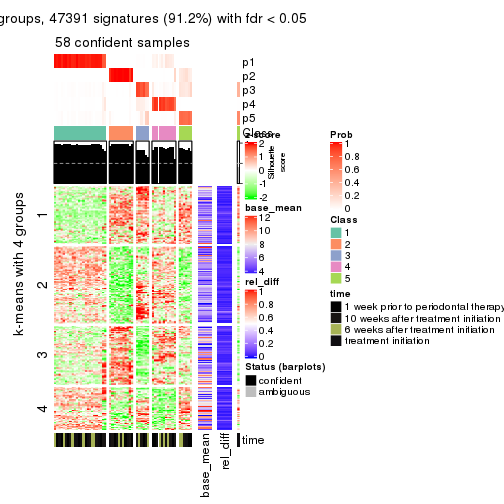 groups, 47391 signatures (91.2%) with fdr < 0.05
58 confident samples
p1
p2
p3
p4
p5
Class
Silhouette
score
k-means with 4 groups
1
2
3
4
time
base_mean
rel_diff
z-score
2
1
0
-1
-2
base_mean
12
10
8
6
4
rel_diff
1
0.8
0.6
0.4
0.2
0
Status (barplots)
confident
ambiguous
Prob
1
0.8
0.6
0.4
0.2
0
Class
1
2
3
4
5
time
1 week prior to periodontal therapy
10 weeks after treatment initiation
6 weeks after treatment initiation
treatment initiation